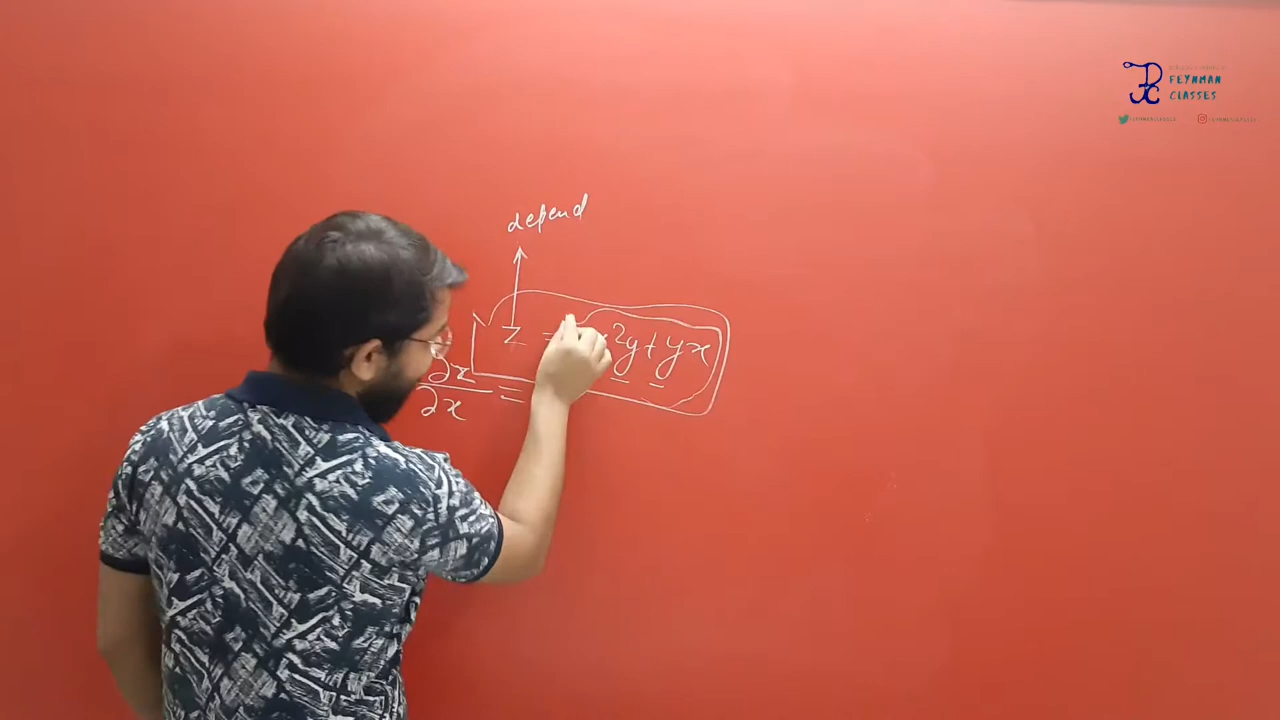 FEYNMAN
CLASSES
depend
z = x²y + yx
∂z/∂x =